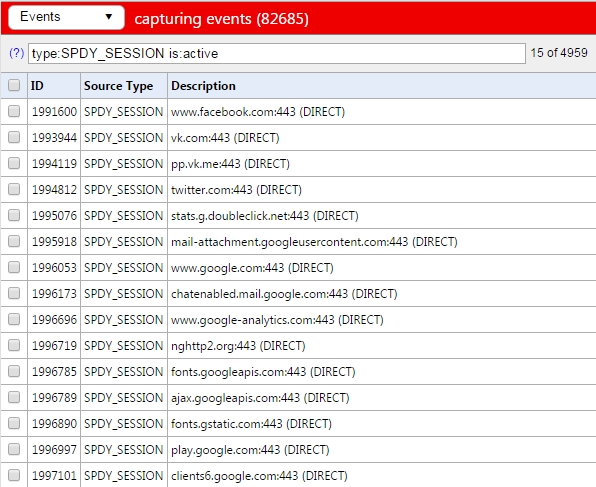 Events ▼ capturing events (82685)
(?) type:SPDY_SESSION is:active 15 of 4959
ID Source Type Description
1991600 SPDY_SESSION www.facebook.com:443 (DIRECT)
1993944 SPDY_SESSION vk.com:443 (DIRECT)
1994119 SPDY_SESSION pp.vk.me:443 (DIRECT)
1994812 SPDY_SESSION twitter.com:443 (DIRECT)
1995076 SPDY_SESSION stats.g.doubleclick.net:443 (DIRECT)
1995918 SPDY_SESSION mail-attachment.googleusercontent.com:443 (DIRECT)
1996053 SPDY_SESSION www.google.com:443 (DIRECT)
1996173 SPDY_SESSION chatenabled.mail.google.com:443 (DIRECT)
1996696 SPDY_SESSION www.google-analytics.com:443 (DIRECT)
1996719 SPDY_SESSION nghttp2.org:443 (DIRECT)
1996785 SPDY_SESSION fonts.googleapis.com:443 (DIRECT)
1996789 SPDY_SESSION ajax.googleapis.com:443 (DIRECT)
1996890 SPDY_SESSION fonts.gstatic.com:443 (DIRECT)
1996997 SPDY_SESSION play.google.com:443 (DIRECT)
1997101 SPDY_SESSION clients6.google.com:443 (DIRECT)